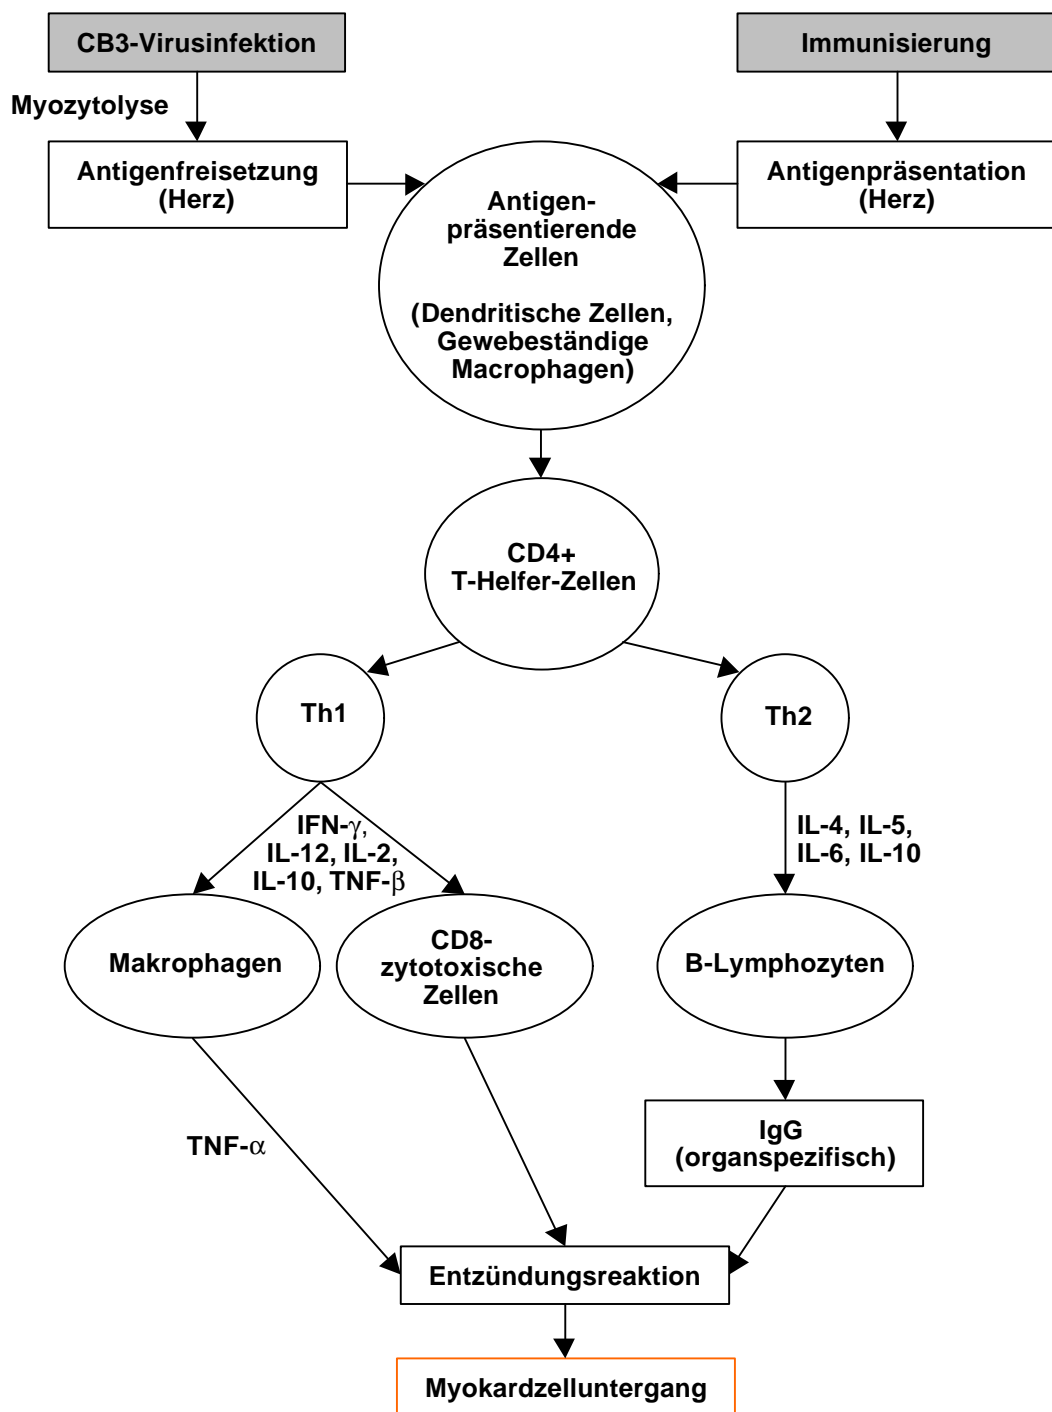 CB3-Virusinfektion
Immunisierung
Myozytolyse
Antigenfreisetzung
(Herz)
Antigenpräsentation
(Herz)
Antigen-
präsentierende
Zellen
(Dendritische Zellen,
Gewebeständige
Macrophagen)
CD4+
T-Helfer-Zellen
Th1
Th2
IFN-γ,
IL-12, IL-2,
IL-10, TNF-β
IL-4, IL-5,
IL-6, IL-10
Makrophagen
CD8-
zytotoxische
Zellen
B-Lymphozyten
TNF-α
IgG
(organspezifisch)
Entzündungsreaktion
Myokardzelluntergang